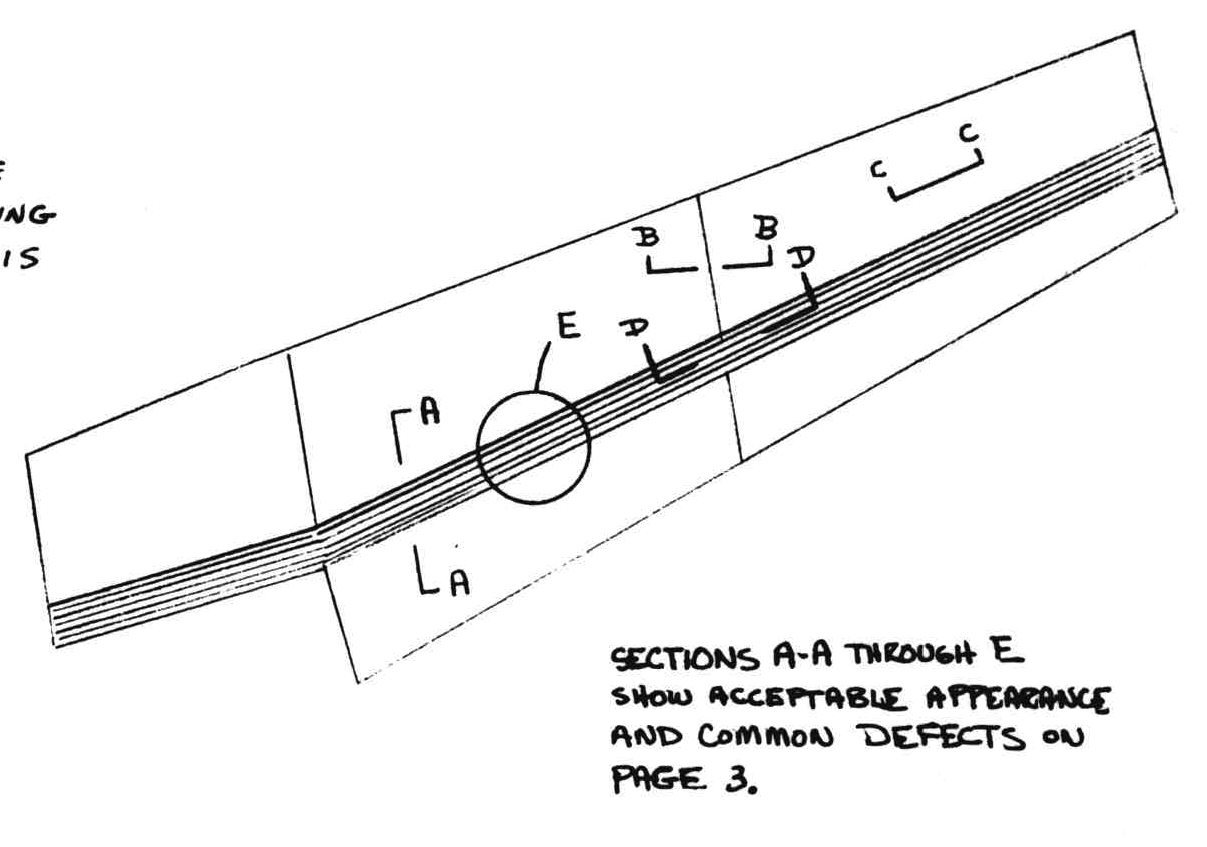 ING
IS
C
C
B
B
D
D
E
A
A
SECTIONS A-A THROUGH E
SHOW ACCEPTABLE APPEARANCE
AND COMMON DEFECTS ON
PAGE 3.